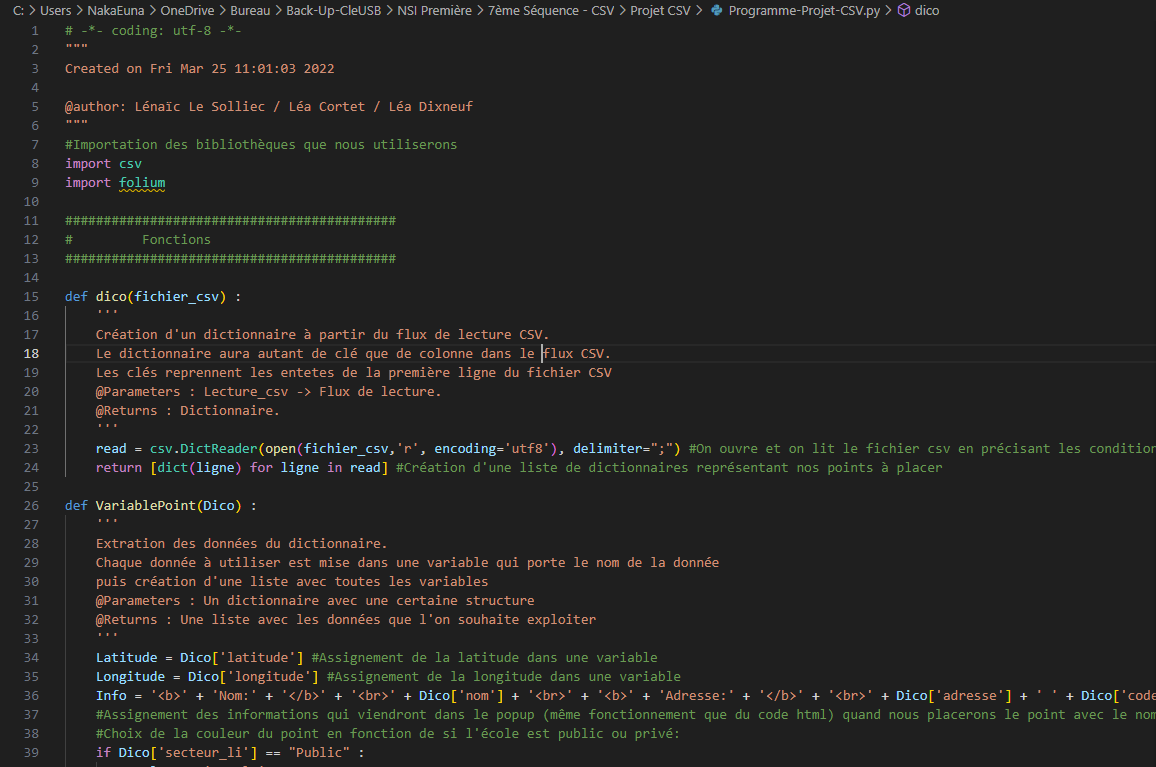 C: > Users > NakaEuna > OneDrive > Bureau > Back-Up-CleUSB > NSI Première > 7ème Séquence - CSV > Projet CSV > Programme-Projet-CSV.py > dico
1 # -*- coding: utf-8 -*-
2 """
3 Created on Fri Mar 25 11:01:03 2022
4
5 @author: Lénaïc Le Solliec / Léa Cortet / Léa Dixneuf
6 """
7 #Importation des bibliothèques que nous utiliserons
8 import csv
9 import folium
10
11 ###########################################
12 #         Fonctions
13 ###########################################
14
15 def dico(fichier_csv) :
16     '''
17     Création d'un dictionnaire à partir du flux de lecture CSV.
18     Le dictionnaire aura autant de clé que de colonne dans le flux CSV.
19     Les clés reprennent les entetes de la première ligne du fichier CSV
20     @Parameters : Lecture_csv -> Flux de lecture.
21     @Returns : Dictionnaire.
22     '''
23     read = csv.DictReader(open(fichier_csv,'r', encoding='utf8'), delimiter=";") #On ouvre et on lit le fichier csv en précisant les condition
24     return [dict(ligne) for ligne in read] #Création d'une liste de dictionnaires représentant nos points à placer
25
26 def VariablePoint(Dico) :
27     '''
28     Extration des données du dictionnaire.
29     Chaque donnée à utiliser est mise dans une variable qui porte le nom de la donnée
30     puis création d'une liste avec toutes les variables
31     @Parameters : Un dictionnaire avec une certaine structure
32     @Returns : Une liste avec les données que l'on souhaite exploiter
33     '''
34     Latitude = Dico['latitude'] #Assignement de la latitude dans une variable
35     Longitude = Dico['longitude'] #Assignement de la longitude dans une variable
36     Info = '<b>' + 'Nom:' + '</b>' + '<br>' + Dico['nom'] + '<br>' + '<b>' + 'Adresse:' + '</b>' + '<br>' + Dico['adresse'] + ' ' + Dico['code
37     #Assignement des informations qui viendront dans le popup (même fonctionnement que du code html) quand nous placerons le point avec le nom
38     #Choix de la couleur du point en fonction de si l'école est public ou privé:
39     if Dico['secteur_li'] == "Public" :